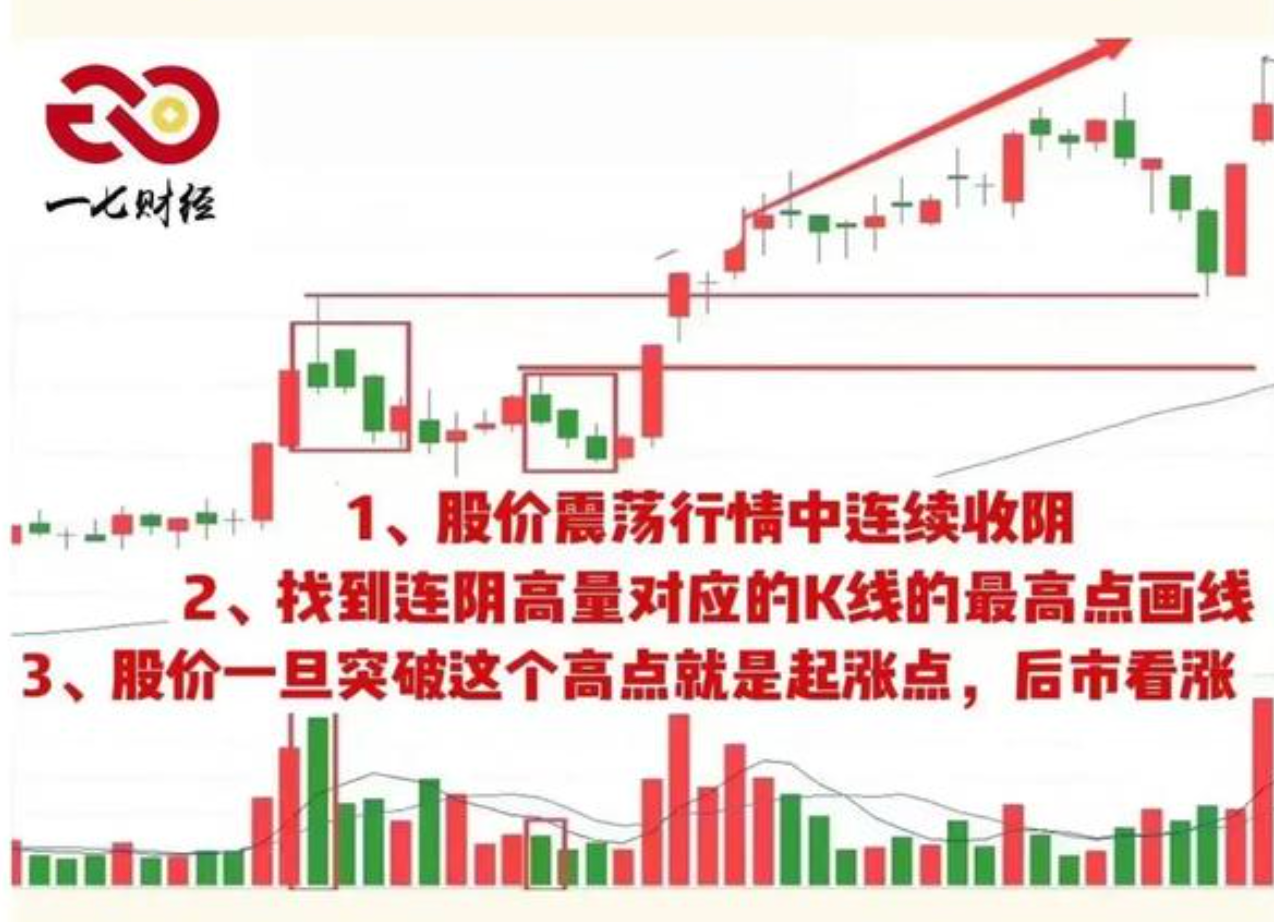 一七财经
1、股价震荡行情中连续收阴
2、找到连阴高量对应的K线的最高点画线
3、股价一旦突破这个高点就是起涨点，后市看涨